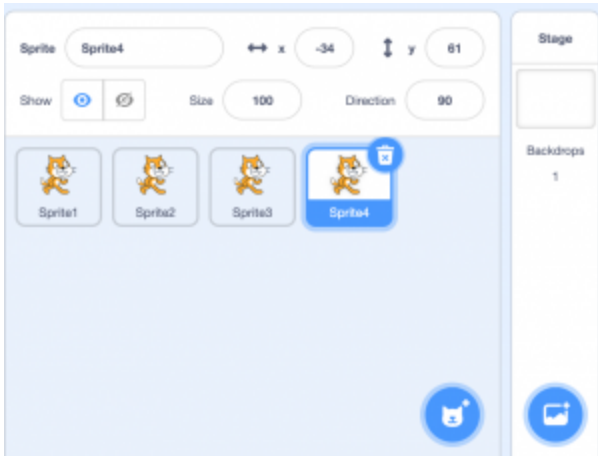 Sprite Sprite4 x -34 y 61
Stage
Show Size 100 Direction 90
Backdrops
1
Sprite1 Sprite2 Sprite3 Sprite4